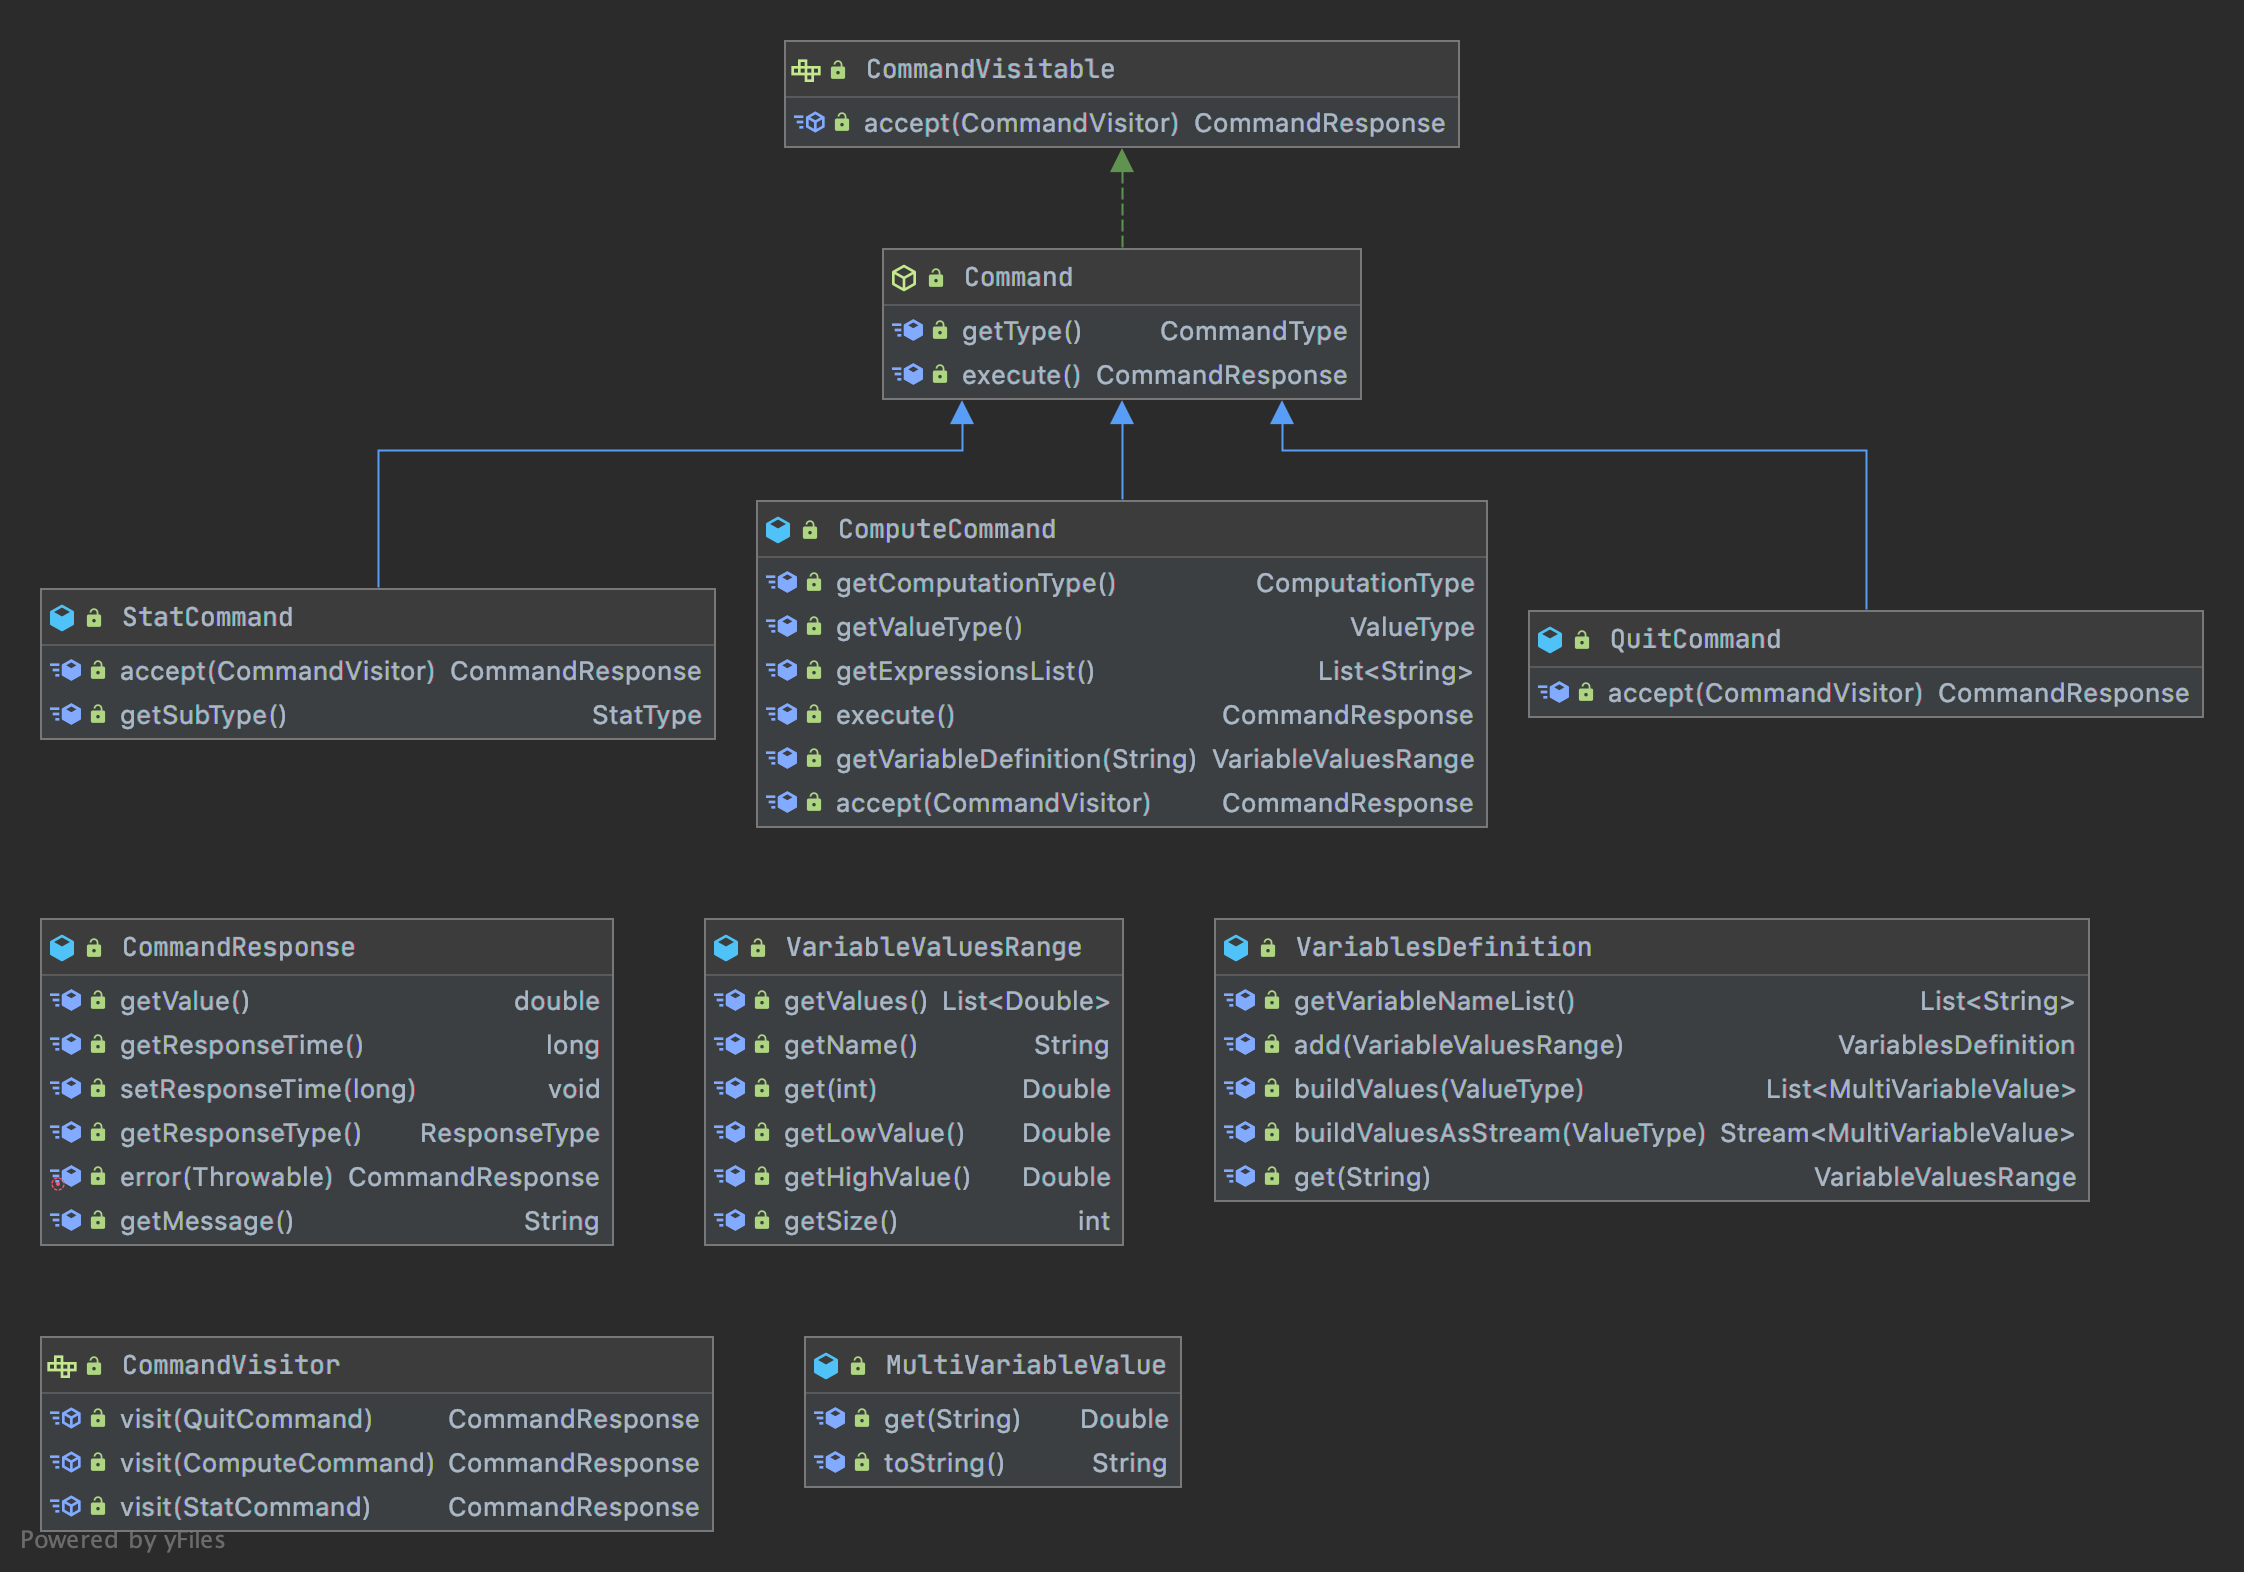 CommandVisitable
accept(CommandVisitor) CommandResponse
Command
getType() CommandType
execute() CommandResponse
StatCommand
accept(CommandVisitor) CommandResponse
getSubType() StatType
ComputeCommand
getComputationType() ComputationType
getValueType() ValueType
getExpressionsList() List<String>
execute() CommandResponse
getVariableDefinition(String) VariableValuesRange
accept(CommandVisitor) CommandResponse
QuitCommand
accept(CommandVisitor) CommandResponse
CommandResponse
getValue() double
getResponseTime() long
setResponseTime(long) void
getResponseType() ResponseType
error(Throwable) CommandResponse
getMessage() String
VariableValuesRange
getValues() List<Double>
getName() String
get(int) Double
getLowValue() Double
getHighValue() Double
getSize() int
VariablesDefinition
getVariableNameList() List<String>
add(VariableValuesRange) VariablesDefinition
buildValues(ValueType) List<MultiVariableValue>
buildValuesAsStream(ValueType) Stream<MultiVariableValue>
get(String) VariableValuesRange
CommandVisitor
visit(QuitCommand) CommandResponse
visit(ComputeCommand) CommandResponse
visit(StatCommand) CommandResponse
MultiVariableValue
get(String) Double
toString() String
Powered by yFiles